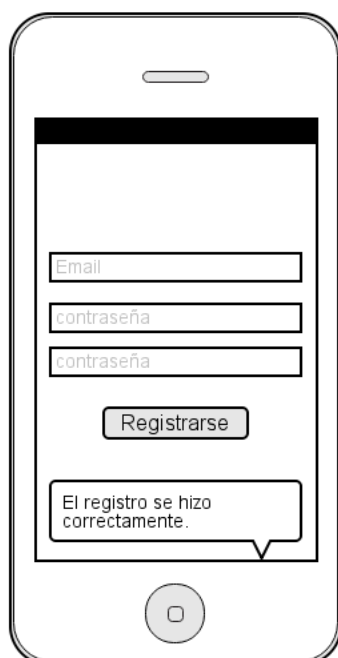 Email
contraseña
contraseña
Registrarse
El registro se hizo
correctamente.